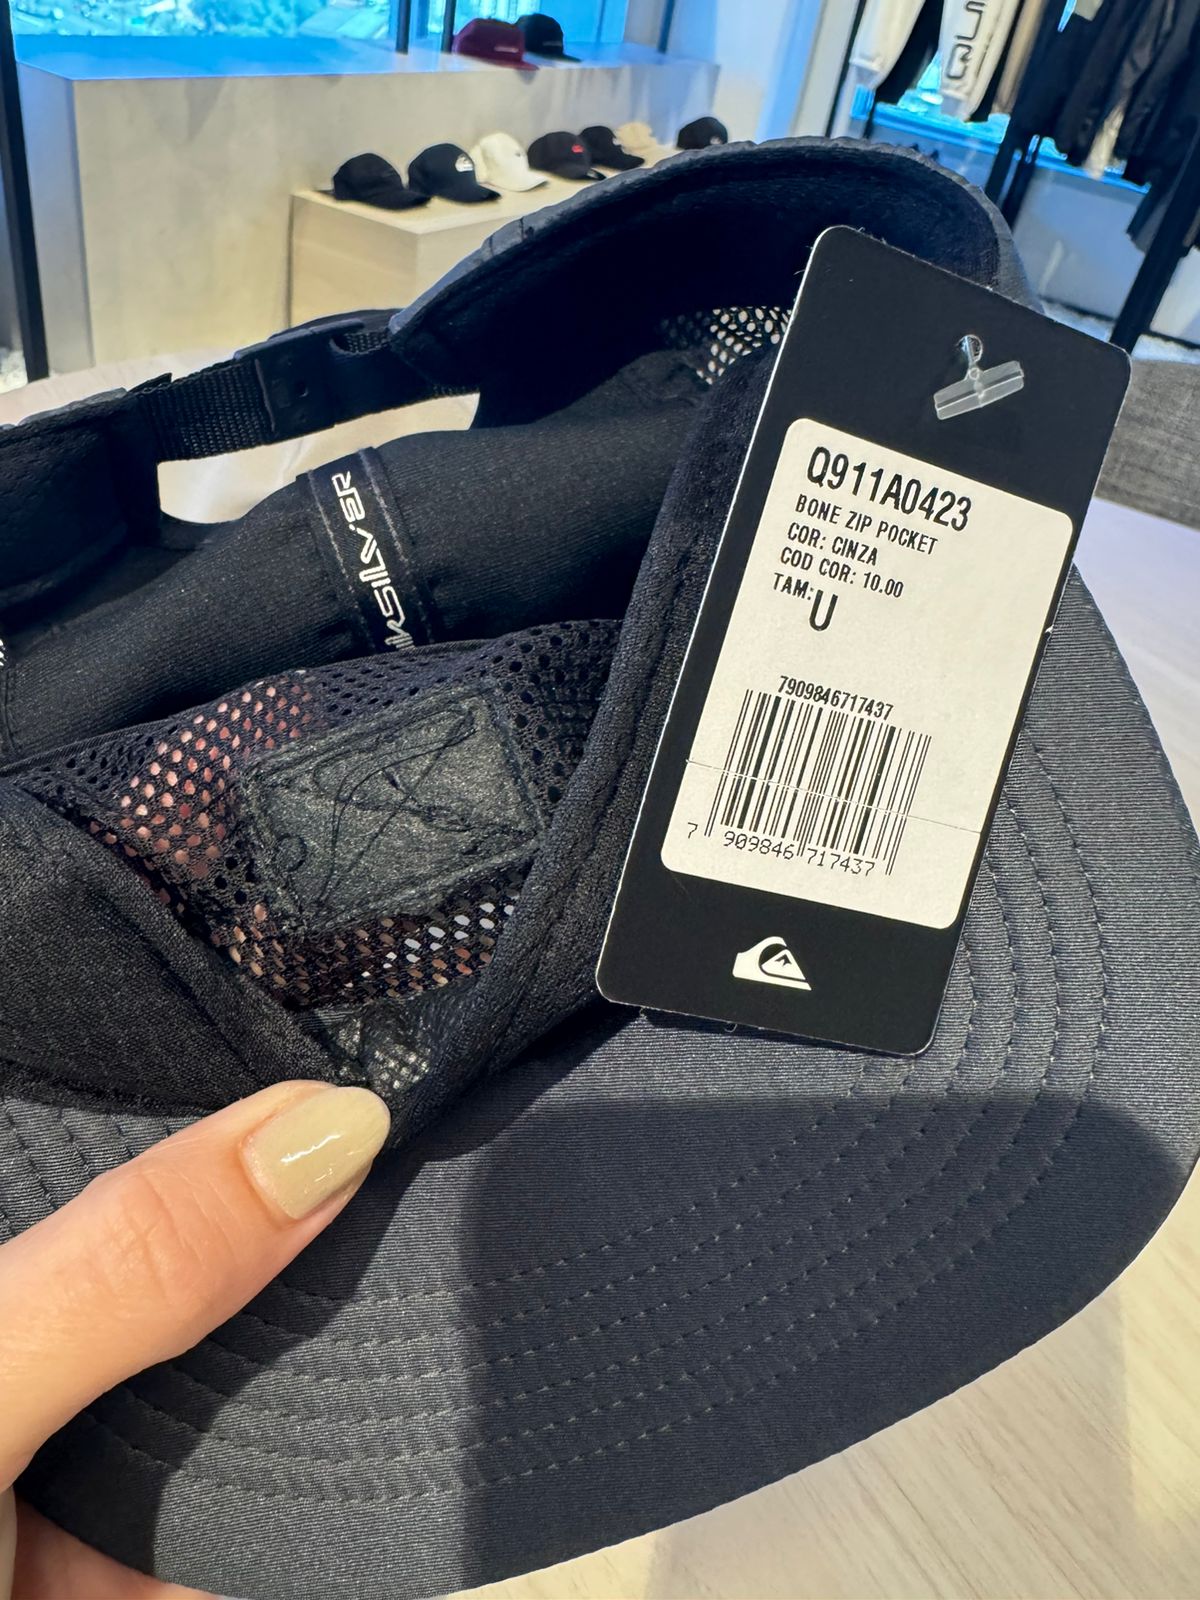 Q911A0423
BONE ZIP POCKET
COR: CINZA
COD COR: 10.00
TAM: U
7909846717437
7 909846 717437